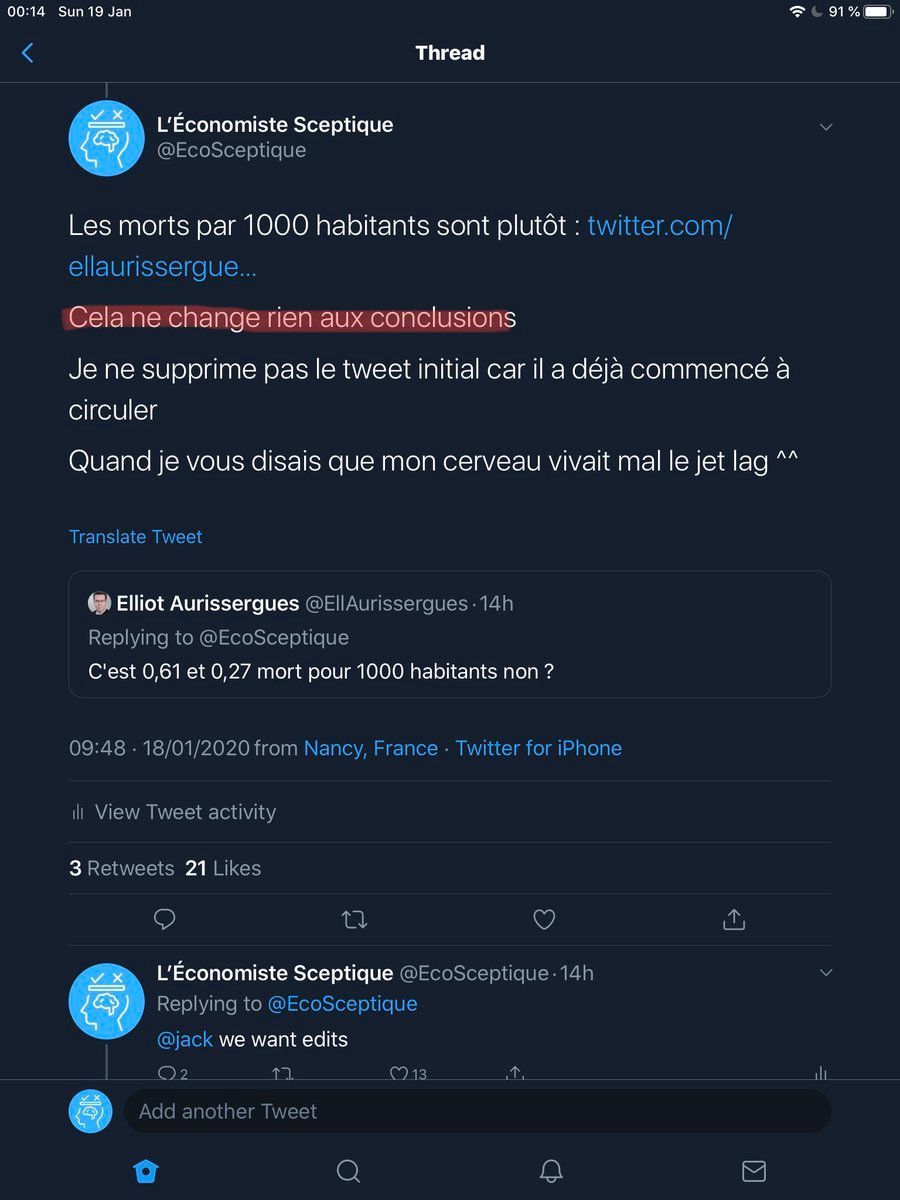 00:14 Sun 19 Jan 91 %
Thread
L’Économiste Sceptique
@EcoSceptique
Les morts par 1000 habitants sont plutôt : twitter.com/
ellaurissergue…
Cela ne change rien aux conclusions
Je ne supprime pas le tweet initial car il a déjà commencé à
circuler
Quand je vous disais que mon cerveau vivait mal le jet lag ^^
Translate Tweet
Elliot Aurissergues @EllAurissergues · 14h
Replying to @EcoSceptique
C'est 0,61 et 0,27 mort pour 1000 habitants non ?
09:48 · 18/01/2020 from Nancy, France · Twitter for iPhone
View Tweet activity
3 Retweets 21 Likes
L’Économiste Sceptique @EcoSceptique · 14h
Replying to @EcoSceptique
@jack we want edits
2 13
Add another Tweet